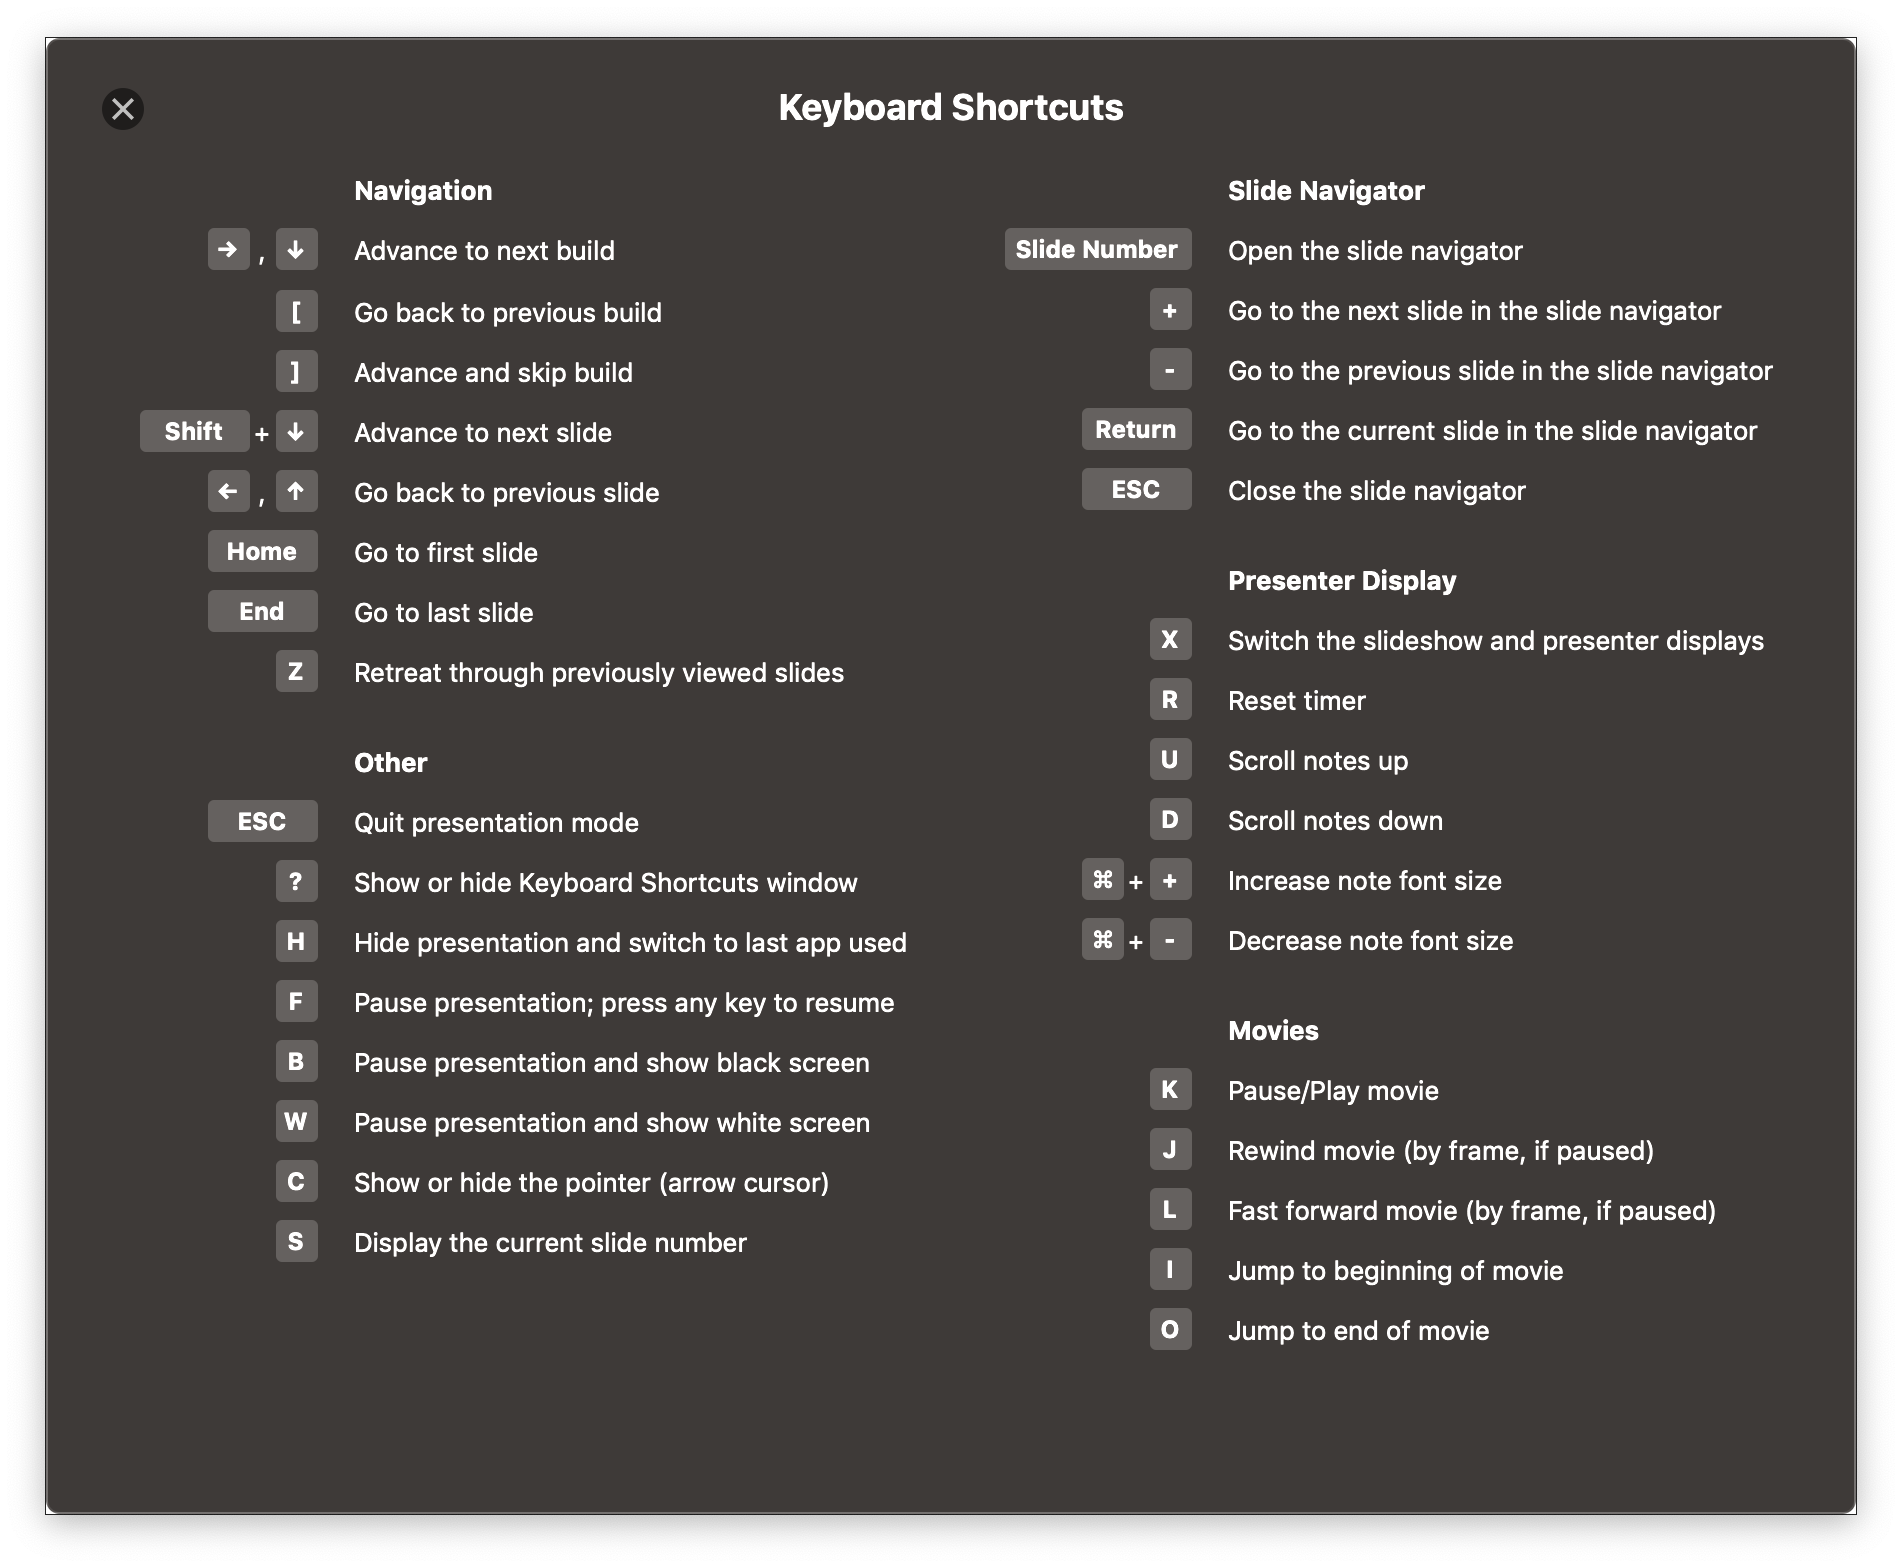 Keyboard Shortcuts
Navigation
→ , ↓ Advance to next build
[ Go back to previous build
] Advance and skip build
Shift + ↓ Advance to next slide
← , ↑ Go back to previous slide
Home Go to first slide
End Go to last slide
Z Retreat through previously viewed slides
Other
ESC Quit presentation mode
? Show or hide Keyboard Shortcuts window
H Hide presentation and switch to last app used
F Pause presentation; press any key to resume
B Pause presentation and show black screen
W Pause presentation and show white screen
C Show or hide the pointer (arrow cursor)
S Display the current slide number
Slide Navigator
Slide Number Open the slide navigator
+ Go to the next slide in the slide navigator
- Go to the previous slide in the slide navigator
Return Go to the current slide in the slide navigator
ESC Close the slide navigator
Presenter Display
X Switch the slideshow and presenter displays
R Reset timer
U Scroll notes up
D Scroll notes down
⌘ + + Increase note font size
⌘ + - Decrease note font size
Movies
K Pause/Play movie
J Rewind movie (by frame, if paused)
L Fast forward movie (by frame, if paused)
I Jump to beginning of movie
O Jump to end of movie